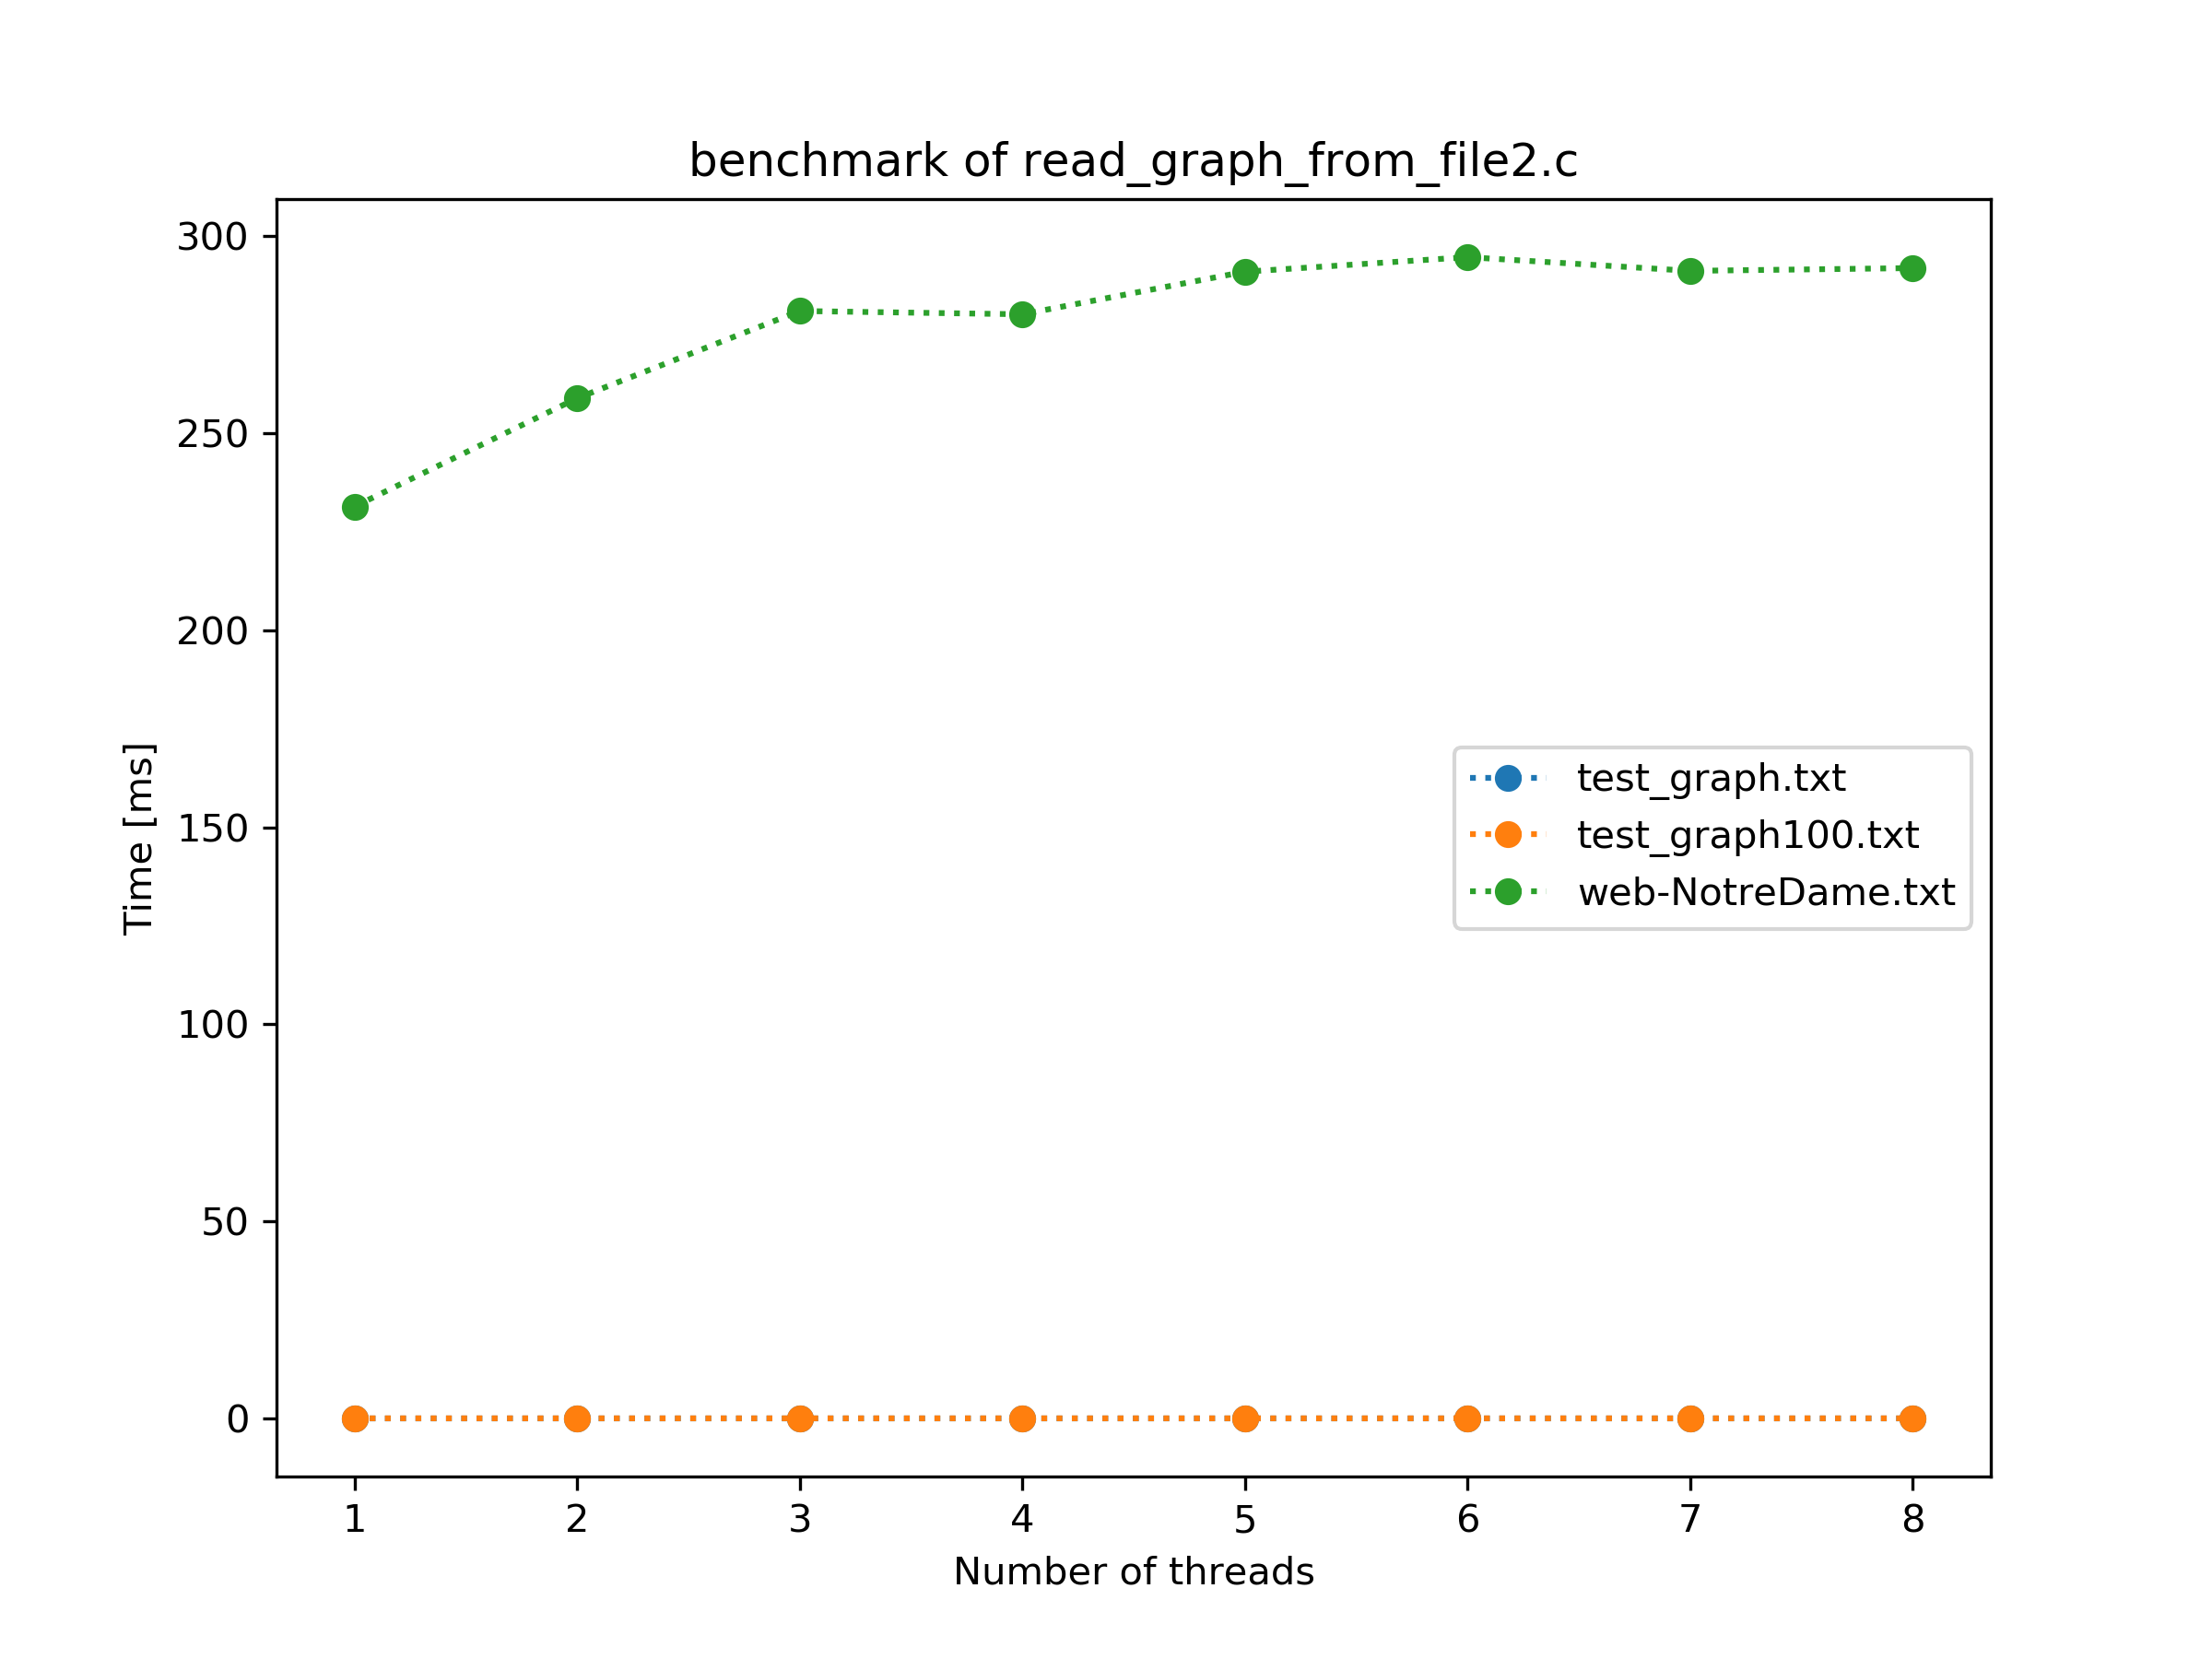 benchmark of read_graph_from_file2.c
300
250
200
150
100
50
0
Time [ms]
test_graph.txt
test_graph100.txt
web-NotreDame.txt
1 2 3 4 5 6 7 8
Number of threads